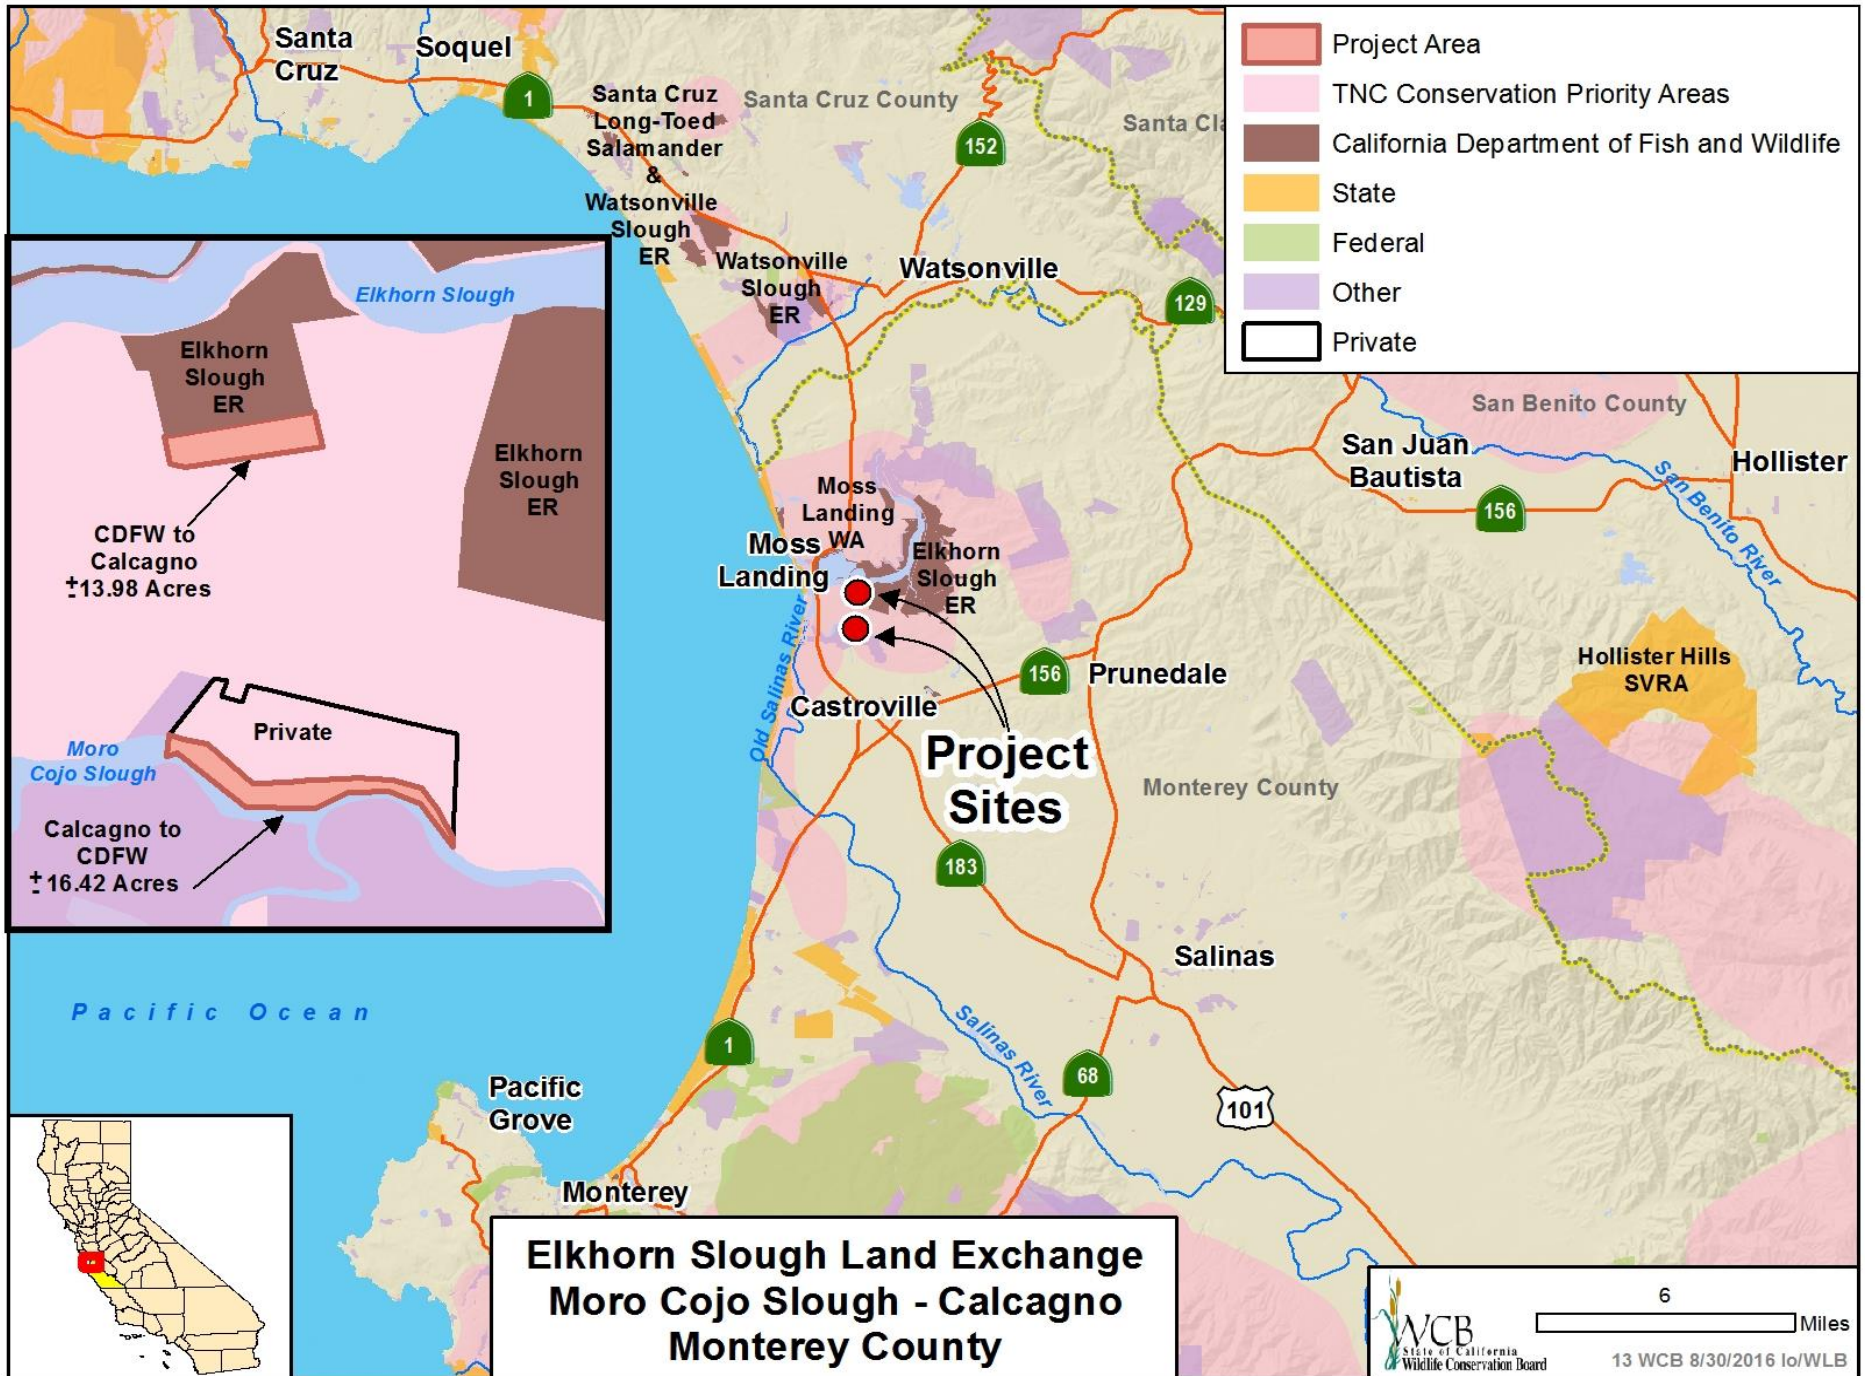 Santa
Cruz
Soquel
1
Santa Cruz
Long-Toed
Salamander
&
Watsonville
Slough
ER
Santa Cruz County
Santa Cla
152
Watsonville
Slough
ER
Watsonville
129
Project Area
TNC Conservation Priority Areas
California Department of Fish and Wildlife
State
Federal
Other
Private
Elkhorn Slough
Elkhorn
Slough
ER
Elkhorn
Slough
ER
CDFW to
Calcagno
±13.98 Acres
Private
Moro
Cojo Slough
Calcagno to
CDFW
±16.42 Acres
San Benito County
San Juan
Bautista
Hollister
156
San Benito River
Moss
Landing
WA
Moss
Landing
Elkhorn
Slough
ER
Old Salinas River
156
Prunedale
Castroville
Project
Sites
Hollister Hills
SVRA
Monterey County
183
Salinas
Pacific Ocean
1
Salinas River
68
101
Pacific
Grove
Monterey
Elkhorn Slough Land Exchange
Moro Cojo Slough - Calcagno
Monterey County
WCB
State of California
Wildlife Conservation Board
6
Miles
13 WCB 8/30/2016 lo/WLB